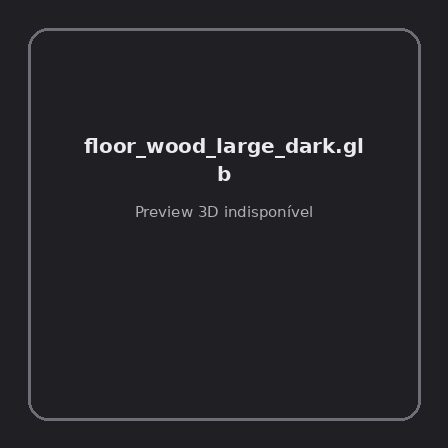 floor_wood_large_dark.gl
b
Preview 3D indisponível